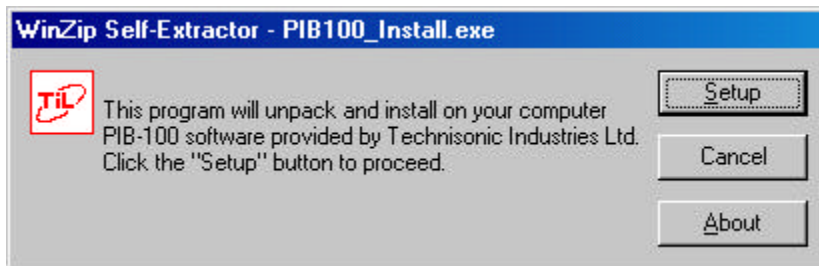 WinZip Self-Extractor - PIB100_Install.exe
TiL
This program will unpack and install on your computer
PIB-100 software provided by Technisonic Industries Ltd.
Click the "Setup" button to proceed.
Setup
Cancel
About